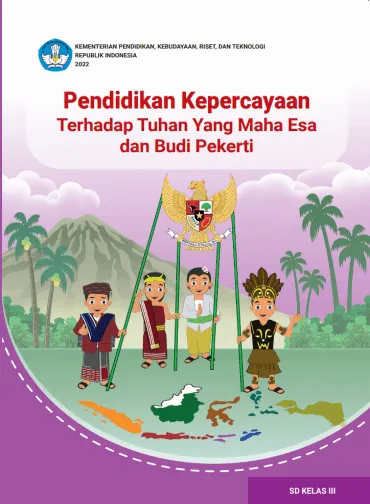 KEMENTERIAN PENDIDIKAN, KEBUDAYAAN, RISET, DAN TEKNOLOGI
REPUBLIK INDONESIA
2022
Pendidikan Kepercayaan
Terhadap Tuhan Yang Maha Esa
dan Budi Pekerti
SD KELAS III